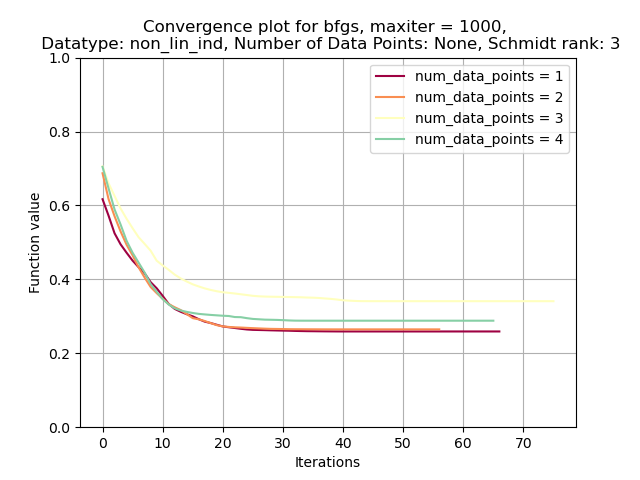 Convergence plot for bfgs, maxiter = 1000,
Datatype: non_lin_ind, Number of Data Points: None, Schmidt rank: 3
1.0
0.8
0.6
0.4
0.2
0.0
Function value
num_data_points = 1
num_data_points = 2
num_data_points = 3
num_data_points = 4
0 10 20 30 40 50 60 70
Iterations